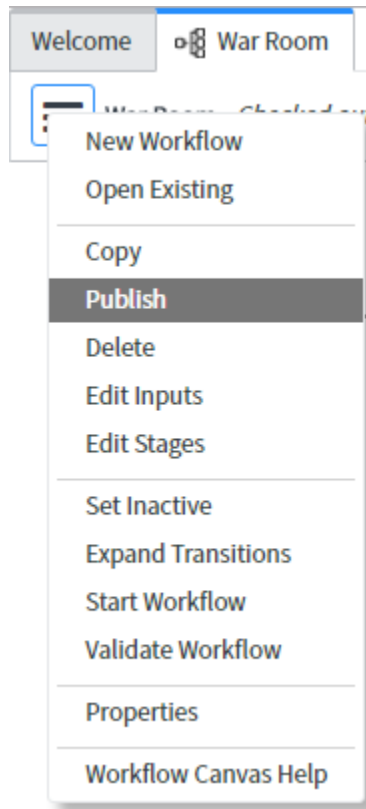 Welcome War Room
New Workflow
Open Existing
Copy
Publish
Delete
Edit Inputs
Edit Stages
Set Inactive
Expand Transitions
Start Workflow
Validate Workflow
Properties
Workflow Canvas Help